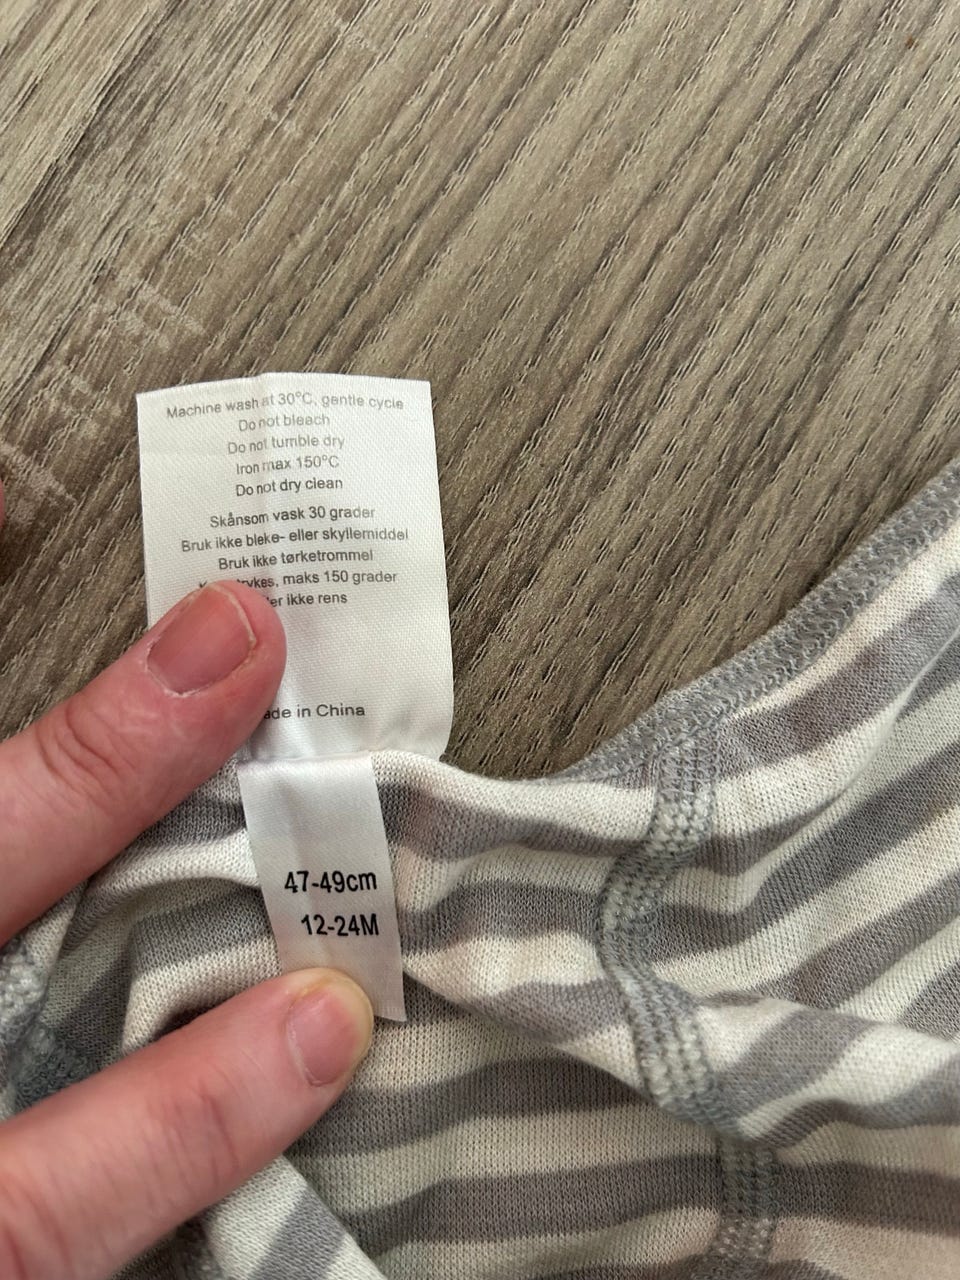 Machine wash at 30°C, gentle cycle
Do not bleach
Do not tumble dry
Iron max 150°C
Do not dry clean
Skånsom vask 30 grader
Bruk ikke bleke- eller skyllemiddel
Bruk ikke tørketrommel
maks 150 grader
ikke rens
in China
47-49cm
12-24M